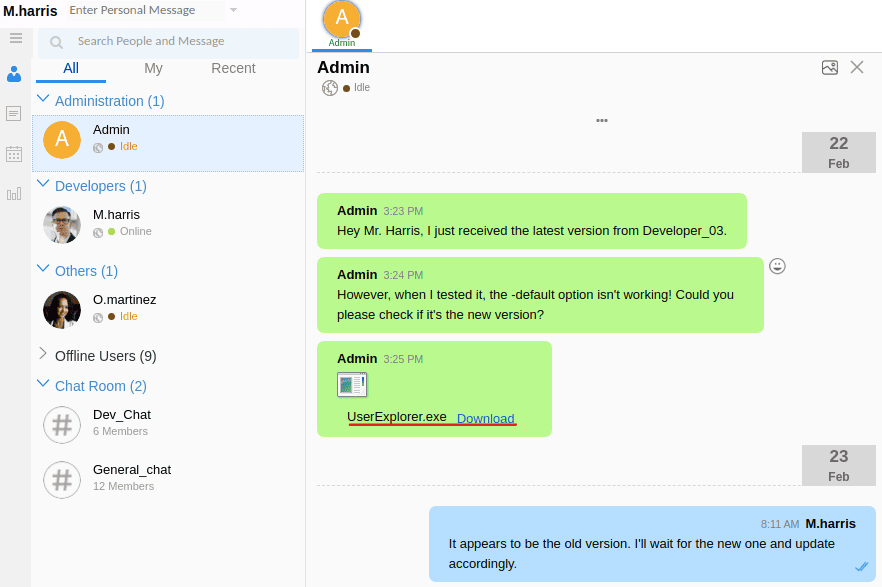 M.harris
Enter Personal Message
Search People and Message
All My Recent
Administration (1)
A
Admin
Idle
Developers (1)
M.harris
Online
Others (1)
O.martinez
Idle
Offline Users (9)
Chat Room (2)
#
Dev_Chat
6 Members
#
General_chat
12 Members
A
Admin
Admin
Idle
...
22
Feb
Admin 3:23 PM
Hey Mr. Harris, I just received the latest version from Developer_03.
Admin 3:24 PM
However, when I tested it, the -default option isn't working! Could you
please check if it's the new version?
Admin 3:25 PM
UserExplorer.exe Download
23
Feb
8:11 AM M.harris
It appears to be the old version. I'll wait for the new one and update
accordingly.